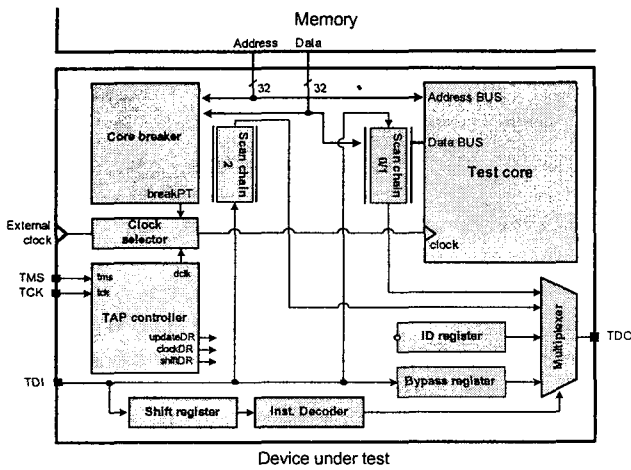 Memory
Address
Data
32
32
Core breaker
breakPT
Scan chain
2
Scan chain
0/1
Address BUS
Data BUS
Test core
clock
External
clock
Clock
selector
TMS
TCK
tms
tck
dclk
TAP controller
updateDR
clockDR
shiftDR
ID register
Multiplexer
TDO
TDI
Bypass register
Shift register
Inst. Decoder
Device under test